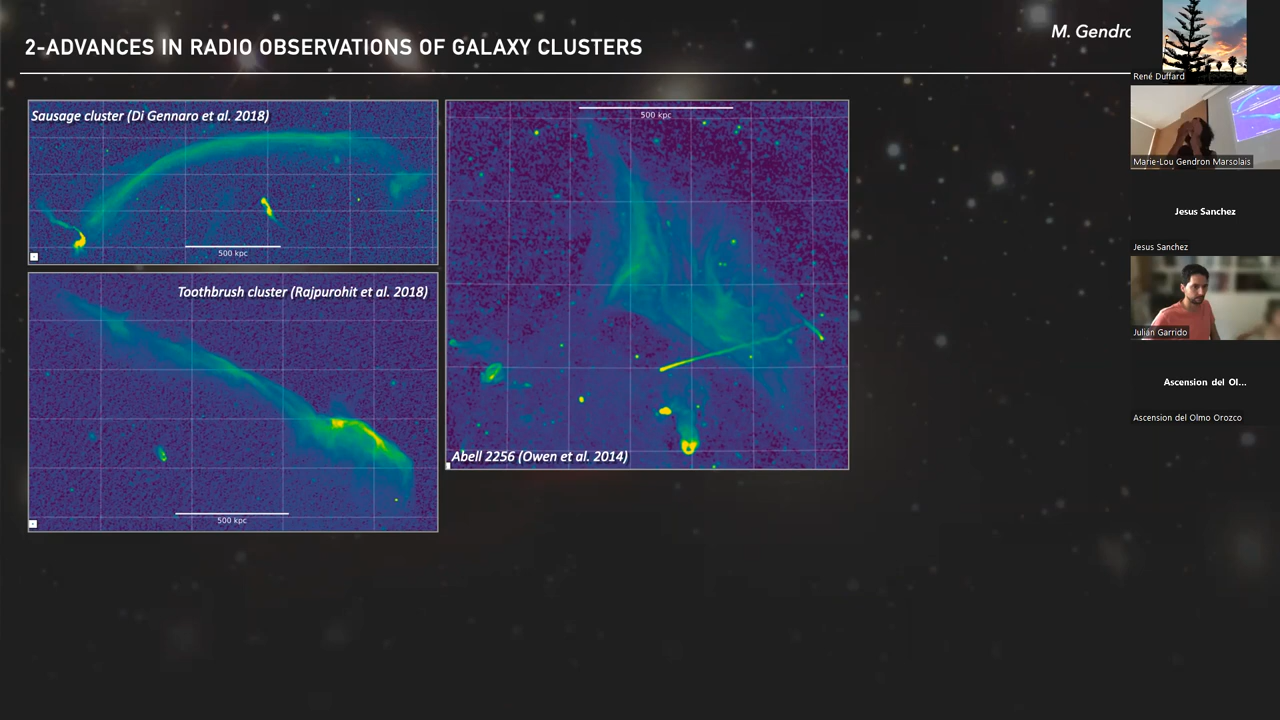 2-ADVANCES IN RADIO OBSERVATIONS OF GALAXY CLUSTERS
M. Gendro
Sausage cluster (Di Gennaro et al. 2018)
500 kpc
Toothbrush cluster (Rajpurohit et al. 2018)
500 kpc
500 kpc
Abell 2256 (Owen et al. 2014)
René Duffard
Marie-Lou Gendron Marsolais
Jesus Sanchez
Jesus Sanchez
Julián Garrido
Ascension del Ol...
Ascension del Olmo Orozco